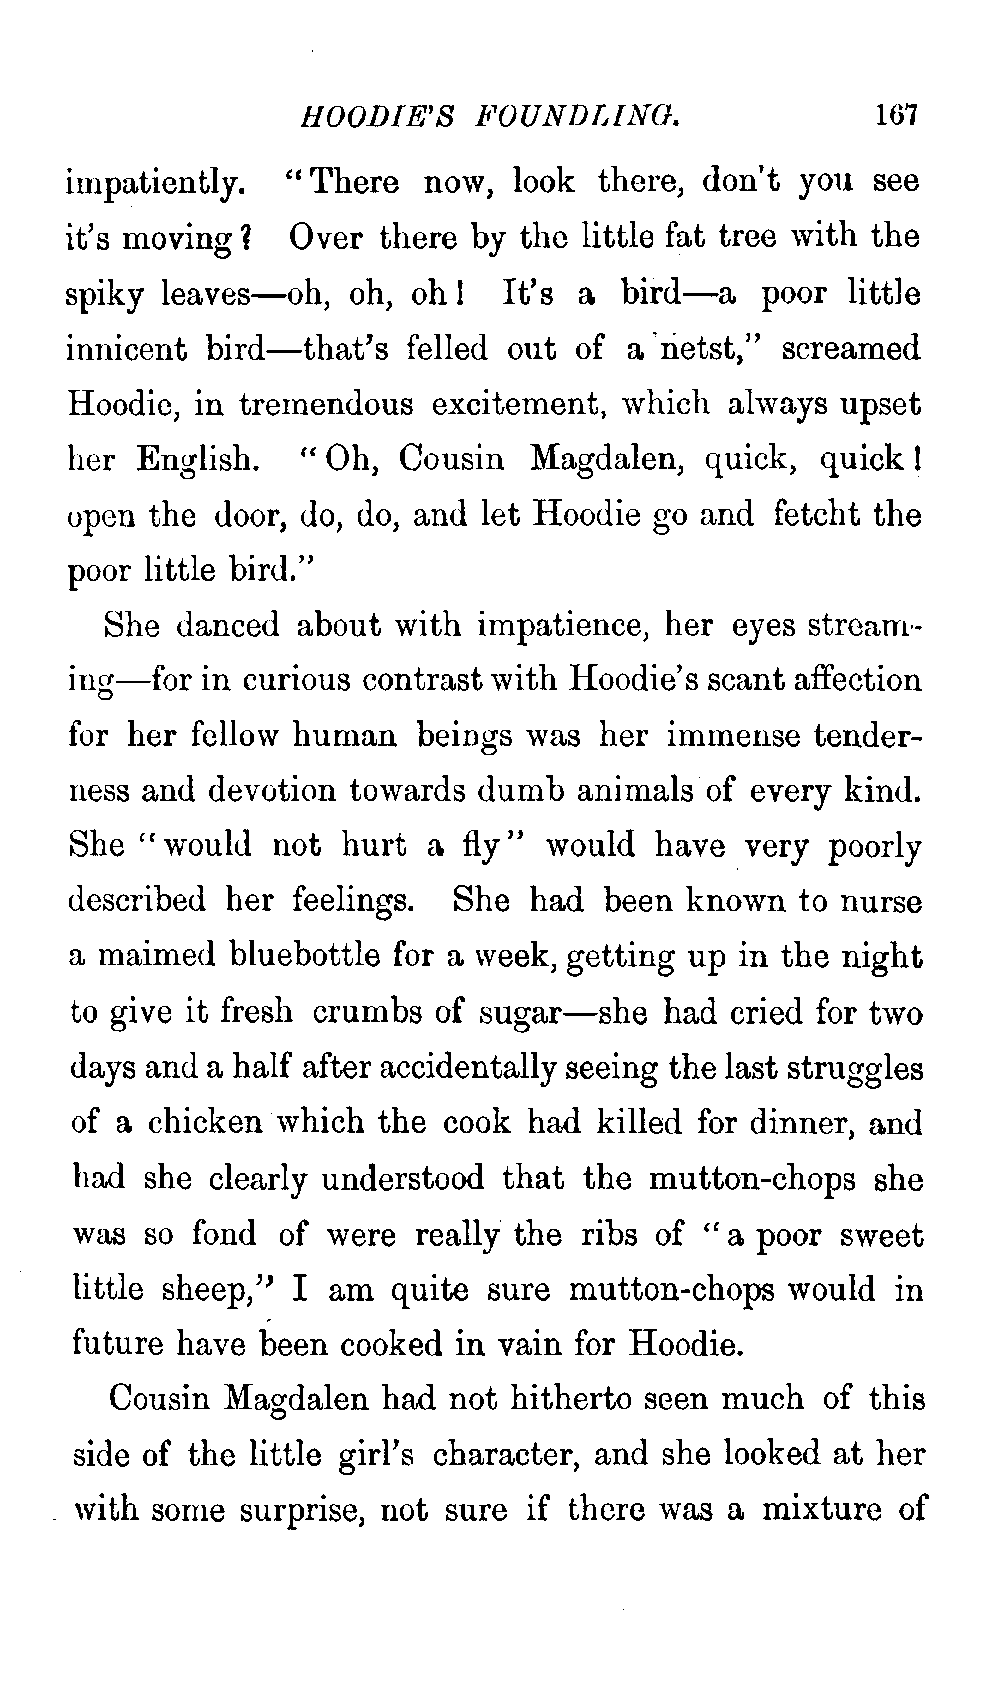 HOODIE'S FOUNDLING. 167
impatiently. "There now, look there, don't you see
it's moving? Over there by the little fat tree with the
spiky leaves—oh, oh, oh! It's a bird—a poor little
innicent bird—that's felled out of a netst," screamed
Hoodie, in tremendous excitement, which always upset
her English. "Oh, Cousin Magdalen, quick, quick!
open the door, do, do, and let Hoodie go and fetcht the
poor little bird."
She danced about with impatience, her eyes stream-
ing—for in curious contrast with Hoodie's scant affection
for her fellow human beings was her immense tender-
ness and devotion towards dumb animals of every kind.
She "would not hurt a fly" would have very poorly
described her feelings. She had been known to nurse
a maimed bluebottle for a week, getting up in the night
to give it fresh crumbs of sugar—she had cried for two
days and a half after accidentally seeing the last struggles
of a chicken which the cook had killed for dinner, and
had she clearly understood that the mutton-chops she
was so fond of were really the ribs of "a poor sweet
little sheep," I am quite sure mutton-chops would in
future have been cooked in vain for Hoodie.
Cousin Magdalen had not hitherto seen much of this
side of the little girl's character, and she looked at her
with some surprise, not sure if there was a mixture of